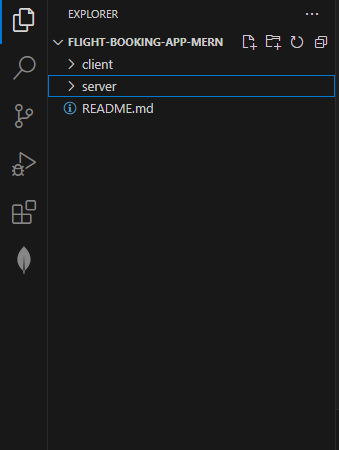 EXPLORER
FLIGHT-BOOKING-APP-MERN
client
server
README.md